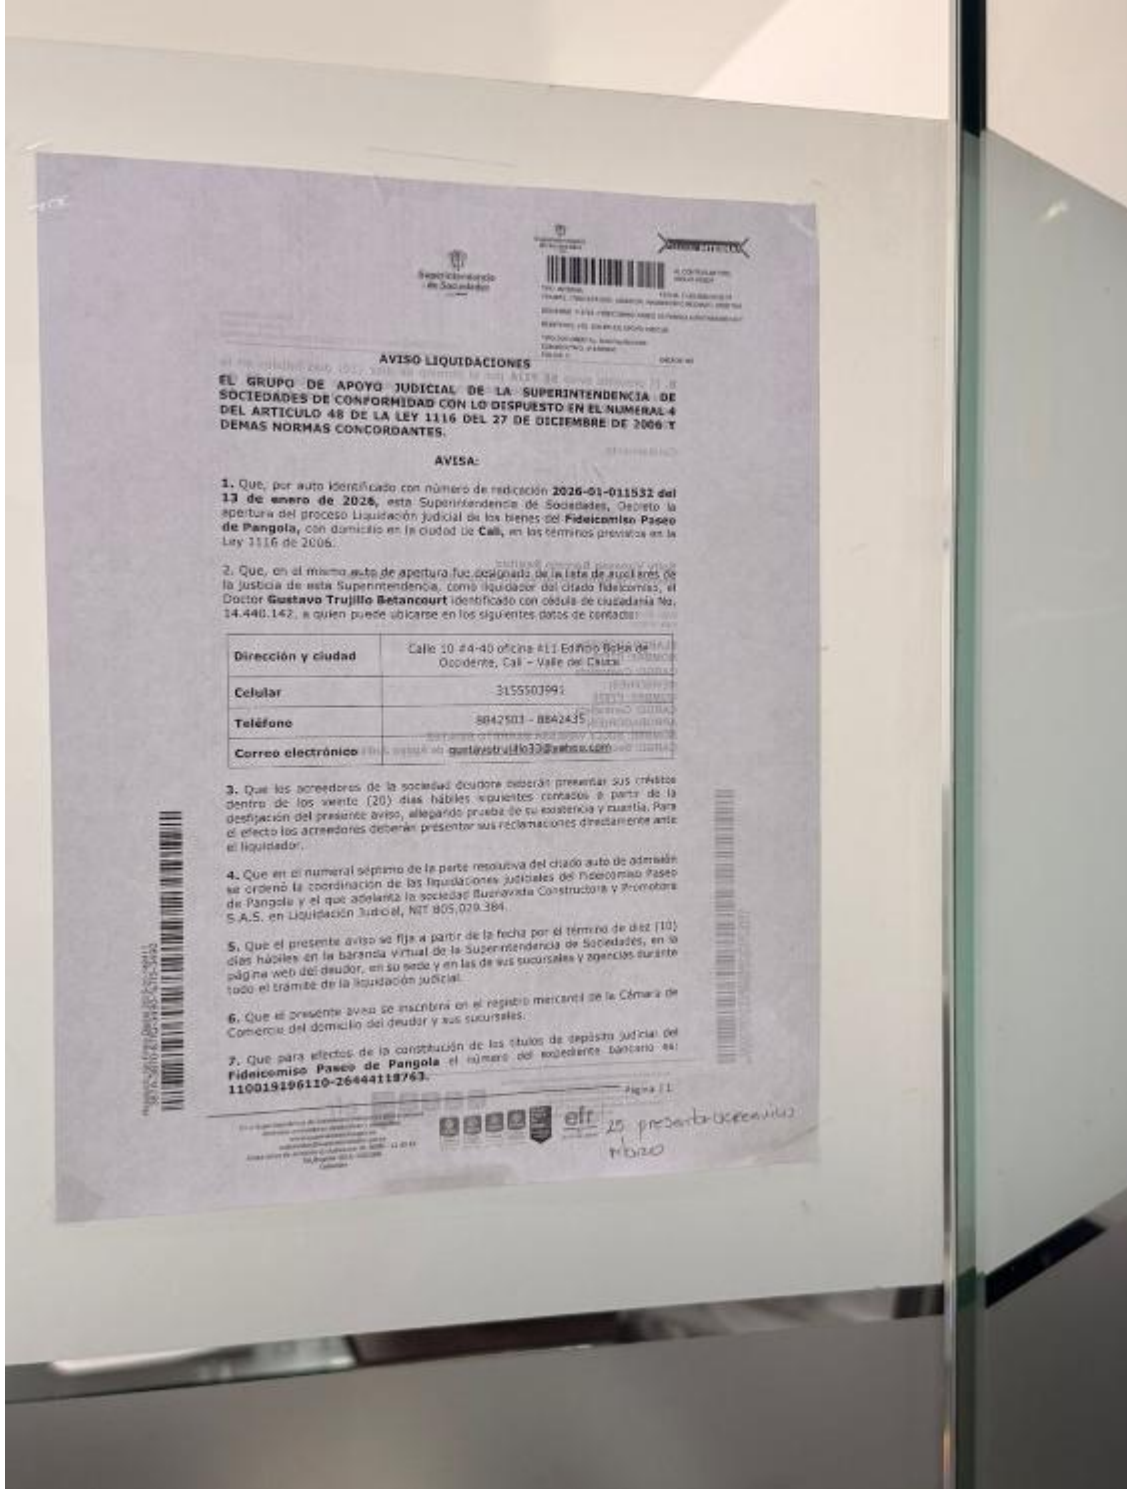 Superintendencia
de Sociedades
AVISO LIQUIDACIONES
EL GRUPO DE APOYO JUDICIAL DE LA SUPERINTENDENCIA DE
SOCIEDADES DE CONFORMIDAD CON LO DISPUESTO EN EL NUMERAL 4
DEL ARTICULO 48 DE LA LEY 1116 DEL 27 DE DICIEMBRE DE 2006 Y
DEMAS NORMAS CONCORDANTES.
AVISA:
1. Que, por auto identificado con número de radicación 2026-01-011532 del
13 de enero de 2026, esta Superintendencia de Sociedades, Decreto la
apertura del proceso Liquidación judicial de los bienes del Fideicomiso Paseo
de Pangola, con domicilio en la ciudad de Cali, en los términos previstos en la
Ley 1116 de 2006.
2. Que, en el mismo auto de apertura fue designado de la lista de auxiliares de
la justicia de esta Superintendencia, como liquidador del citado fideicomiso, el
Doctor Gustavo Trujillo Betancourt identificado con cédula de ciudadanía No.
14.440.142, a quien puede ubicarse en los siguientes datos de contacto:
Dirección y ciudad
Calle 10 #4-40 oficina 411 Edificio Bolsa de
Occidente, Cali – Valle del Cauca
Celular
3155503991
Teléfono
8842503 - 8842435
Correo electrónico
gustavotrujillo33@yahoo.com
3. Que los acreedores de la sociedad deudora deberán presentar sus créditos
dentro de los veinte (20) días hábiles siguientes contados a partir de la
desfijación del presente aviso, allegando prueba de su existencia y cuantía. Para
el efecto los acreedores deberán presentar sus reclamaciones directamente ante
el liquidador.
4. Que en el numeral séptimo de la parte resolutiva del citado auto de admisión
se ordenó la coordinación de las liquidaciones judiciales del Fideicomiso Paseo
de Pangola y el que adelanta la sociedad Buenavista Constructora y Promotora
S.A.S. en Liquidación Judicial, NIT 805.029.384.
5. Que el presente aviso se fija a partir de la fecha por el término de diez (10)
días hábiles en la baranda virtual de la Superintendencia de Sociedades, en la
página web del deudor, en su sede y en las de sus sucursales y agencias durante
todo el trámite de la liquidación judicial.
6. Que el presente aviso se inscribirá en el registro mercantil de la Cámara de
Comercio del domicilio del deudor y sus sucursales.
7. Que para efectos de la constitución de los títulos de depósito judicial del
Fideicomiso Paseo de Pangola el número del expediente bancario es:
110019196110-26444118763.
Página | 1
efr
25